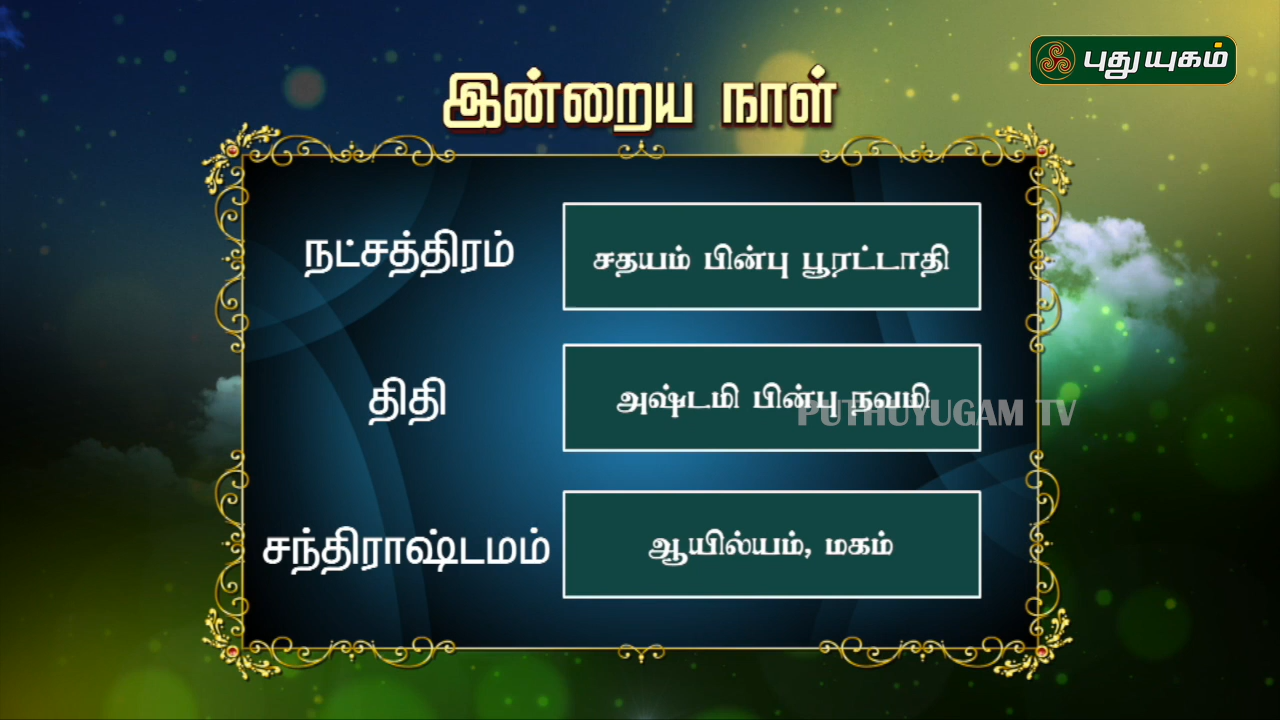 புதுயுகம்
இன்றைய நாள்
நட்சத்திரம்
சதயம் பின்பு பூரட்டாதி
திதி
அஷ்டமி பின்பு நவமி
PUTHUYUGAM TV
சந்திராஷ்டமம்
ஆயில்யம், மகம்